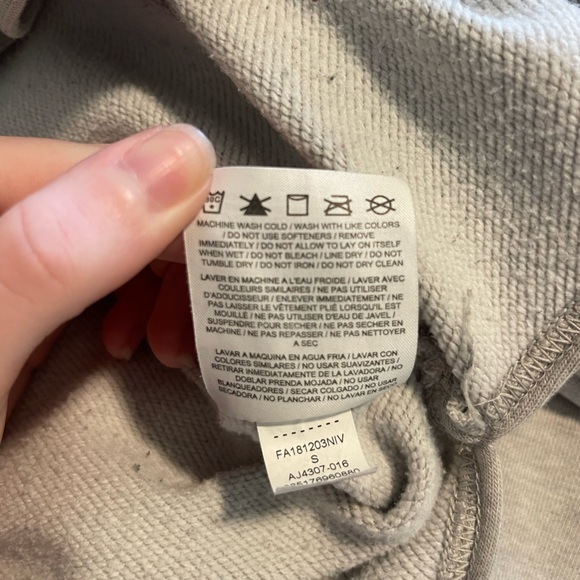 30C
MACHINE WASH COLD / WASH WITH LIKE COLORS
/ DO NOT USE SOFTENERS / REMOVE
IMMEDIATELY / DO NOT ALLOW TO LAY ON ITSELF
WHEN WET / DO NOT BLEACH / LINE DRY / DO NOT
TUMBLE DRY / DO NOT IRON / DO NOT DRY CLEAN
LAVER EN MACHINE A L'EAU FROIDE / LAVER AVEC
COULEURS SIMILAIRES / NE PAS UTILISER
D'ADOUCISSEUR / ENLEVER IMMEDIATEMENT / NE
PAS LAISSER LE VÊTEMENT PLIÉ LORSQU'IL EST
MOUILLÉ / NE PAS UTILISER D'EAU DE JAVEL /
SUSPENDRE POUR SECHER / NE PAS SECHER EN
MACHINE / NE PAS REPASSER / NE PAS NETTOYER
A SEC
LAVAR A MAQUINA EN AGUA FRIA / LAVAR CON
COLORES SIMILARES / NO USAR SUAVIZANTES /
RETIRAR INMEDIATAMENTE DE LA LAVADORA / NO
DOBLAR PRENDA MOJADA / NO USAR
BLANQUEADORES / SECAR COLGADO / NO USAR
SECADORA / NO PLANCHAR / NO LAVAR EN SECO
FA181203NIV
S
AJ4307-016